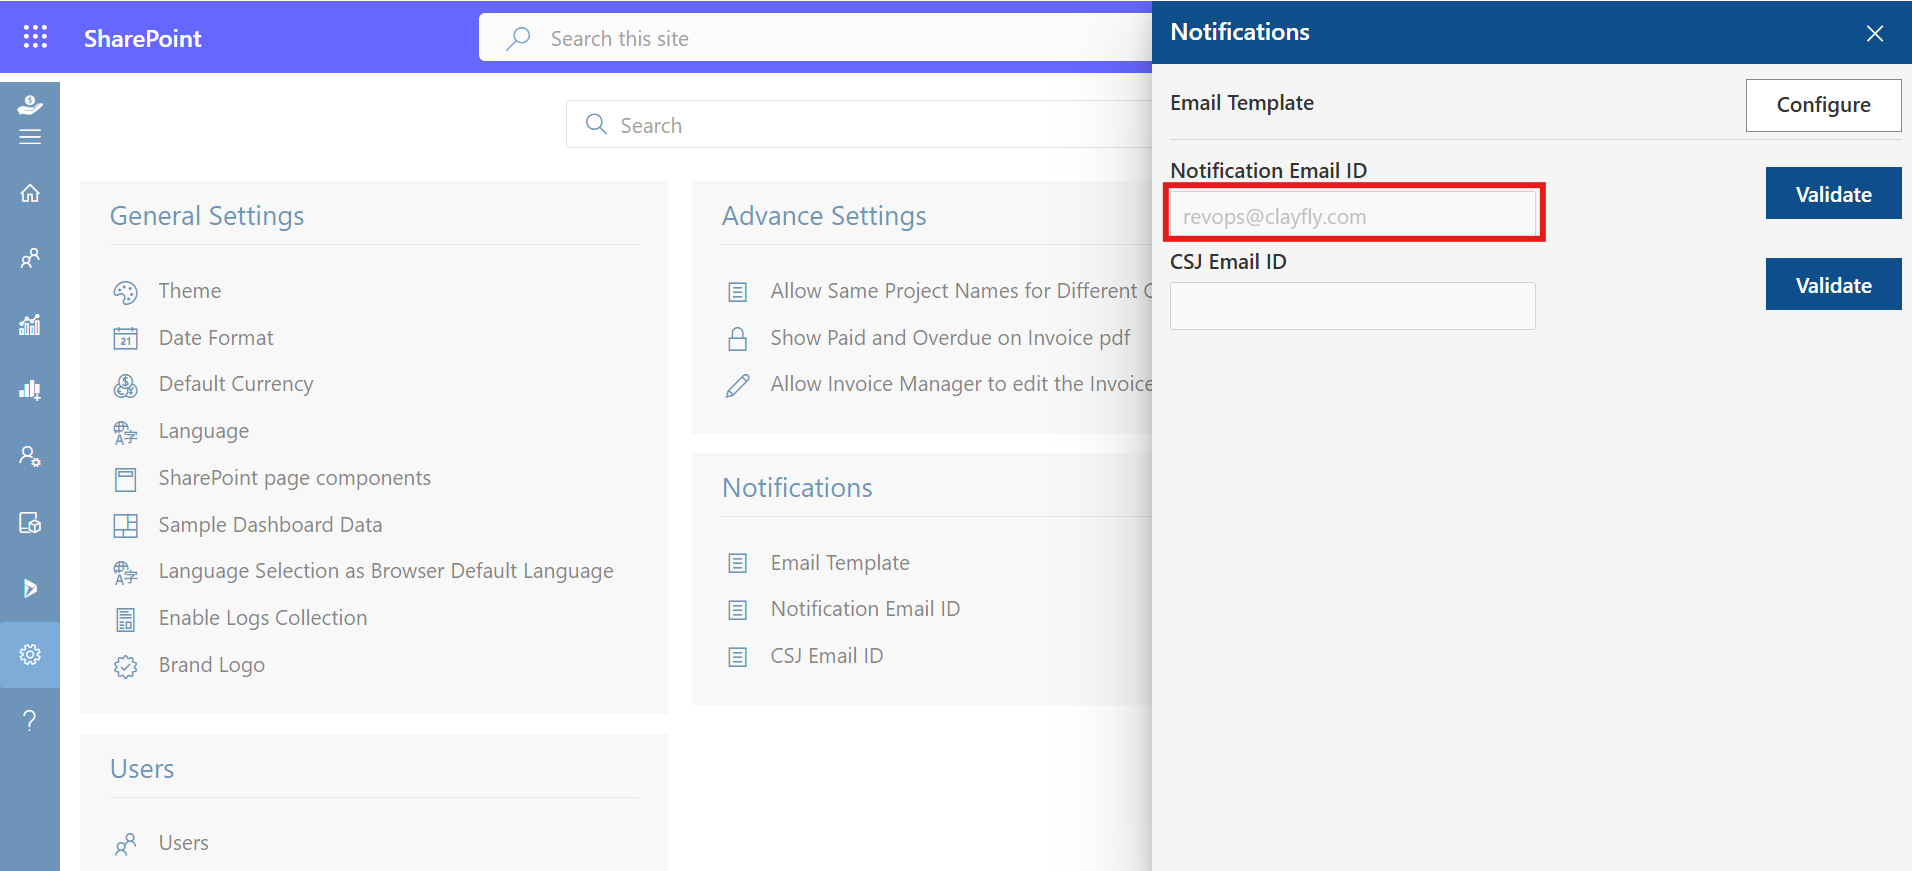 SharePoint
Search this site
Search
General Settings
Theme
21
Date Format
Default Currency
Language
SharePoint page components
Sample Dashboard Data
Language Selection as Browser Default Language
Enable Logs Collection
Brand Logo
Users
Users
Advance Settings
Allow Same Project Names for Different C
Show Paid and Overdue on Invoice pdf
Allow Invoice Manager to edit the Invoice
Notifications
Email Template
Notification Email ID
CSJ Email ID
Notifications
Email Template
Configure
Notification Email ID
Validate
revops@clayfly.com
CSJ Email ID
Validate